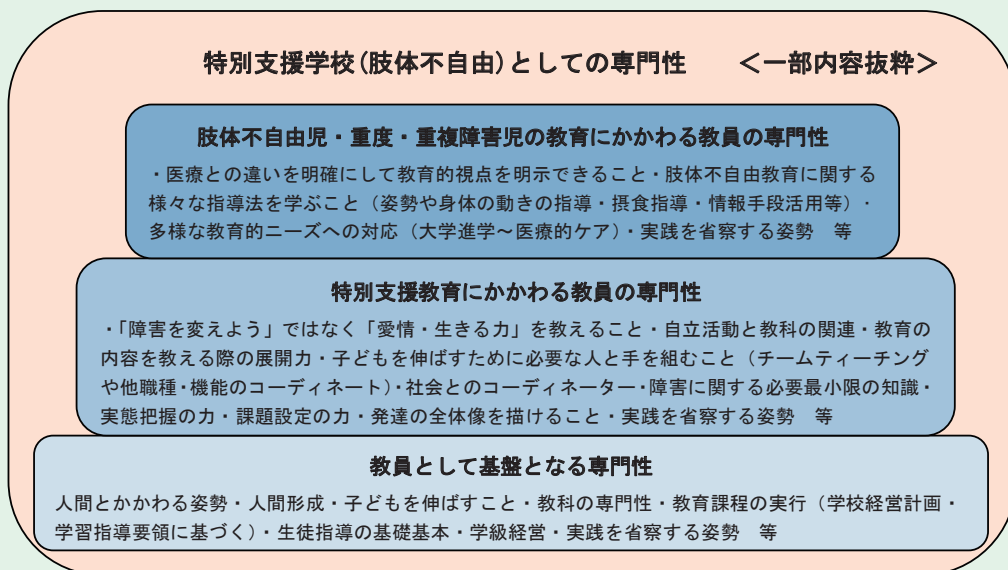 特別支援学校（肢体不自由）としての専門性　＜一部内容抜粋＞
肢体不自由児・重度・重複障害児の教育にかかわる教員の専門性
・医療との違いを明確にして教育的視点を明示できること・肢体不自由教育に関する
様々な指導法を学ぶこと（姿勢や身体の動きの指導・摂食指導・情報手段活用等）・
多様な教育的ニーズへの対応（大学進学～医療的ケア）・実践を省察する姿勢　等
特別支援教育にかかわる教員の専門性
・「障害を変えよう」ではなく「愛情・生きる力」を教えること・自立活動と教科の関連・教育の
内容を教える際の展開力・子どもを伸ばすために必要な人と手を組むこと（チームティーチング
や他職種・機能のコーディネート）・社会とのコーディネーター・障害に関する必要最小限の知識・
実態把握の力・課題設定の力・発達の全体像を描けること・実践を省察する姿勢　等
教員として基盤となる専門性
人間とかかわる姿勢・人間形成・子どもを伸ばすこと・教科の専門性・教育課程の実行（学校経営計画・
学習指導要領に基づく）・生徒指導の基礎基本・学級経営・実践を省察する姿勢　等